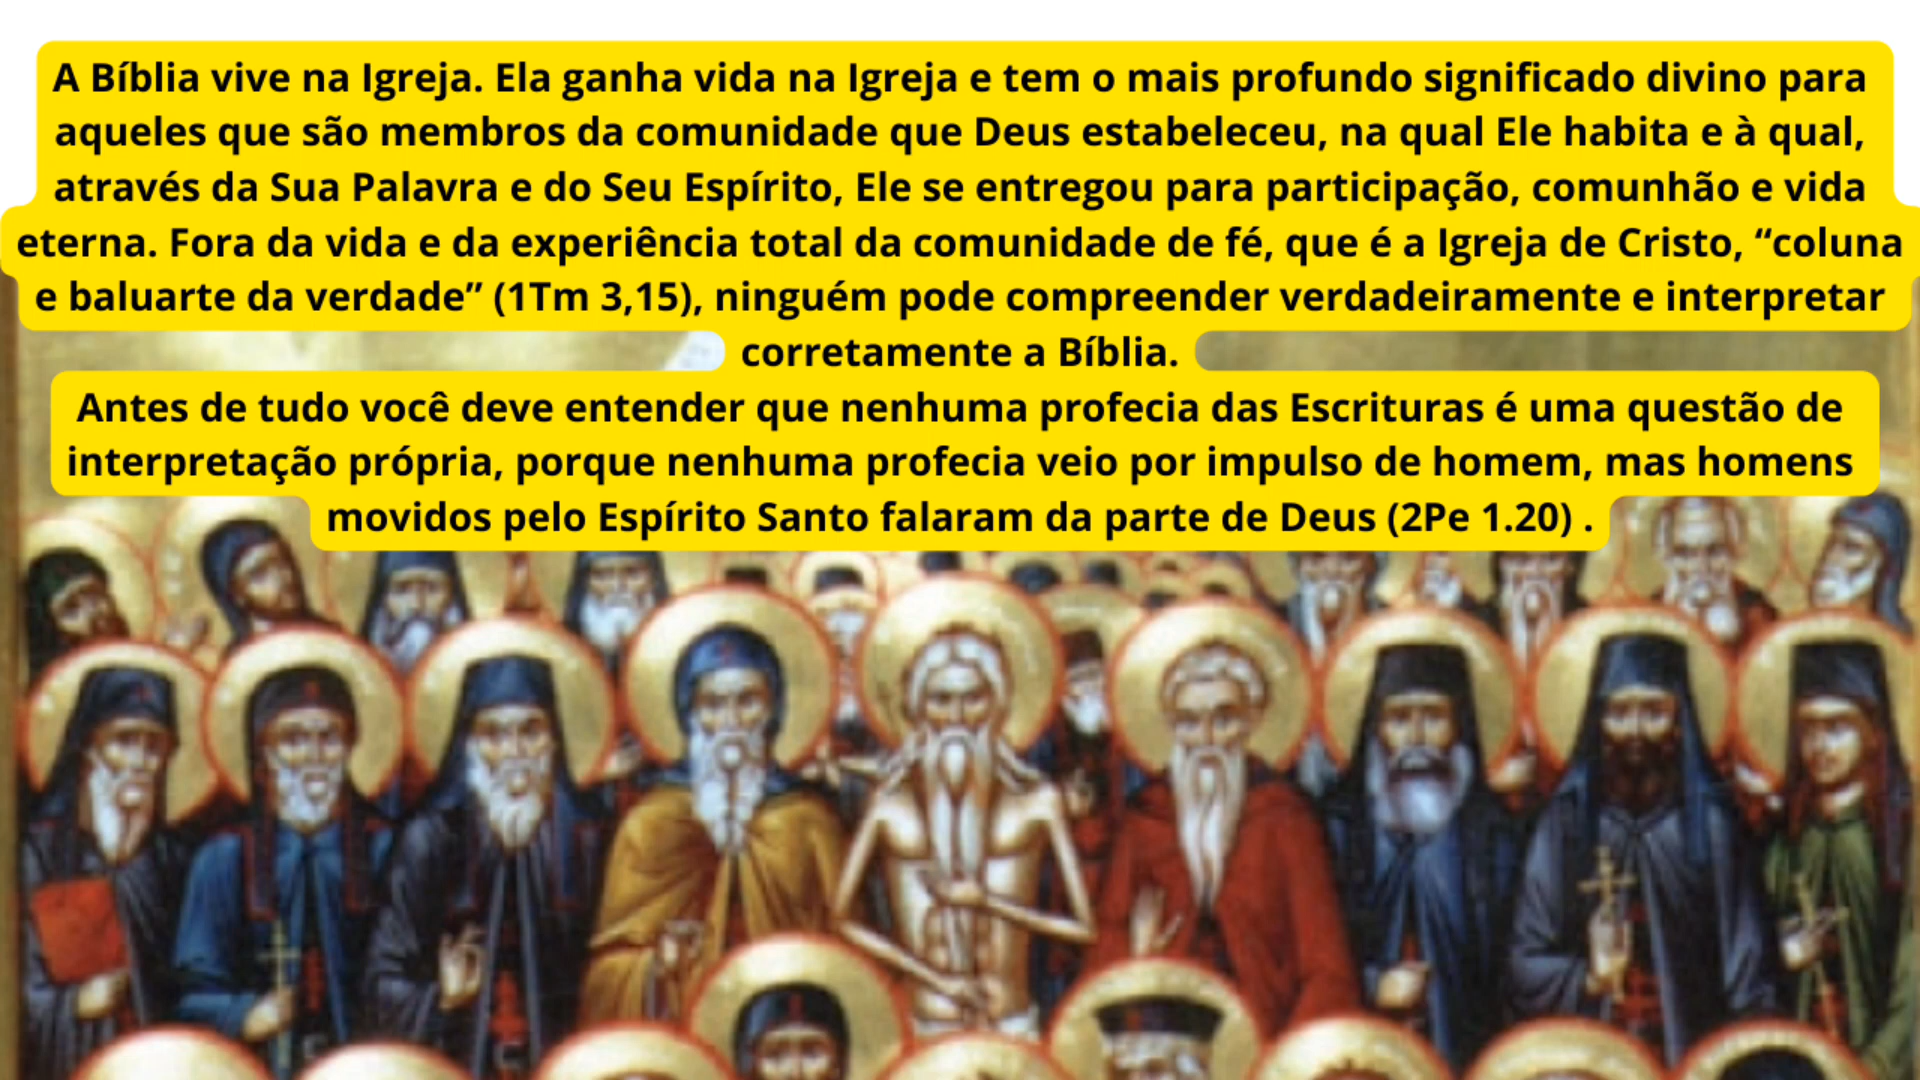 A Bíblia vive na Igreja. Ela ganha vida na Igreja e tem o mais profundo significado divino para
aqueles que são membros da comunidade que Deus estabeleceu, na qual Ele habita e à qual,
através da Sua Palavra e do Seu Espírito, Ele se entregou para participação, comunhão e vida
eterna. Fora da vida e da experiência total da comunidade de fé, que é a Igreja de Cristo, “coluna
e baluarte da verdade” (1Tm 3,15), ninguém pode compreender verdadeiramente e interpretar
corretamente a Bíblia.
Antes de tudo você deve entender que nenhuma profecia das Escrituras é uma questão de
interpretação própria, porque nenhuma profecia veio por impulso de homem, mas homens
movidos pelo Espírito Santo falaram da parte de Deus (2Pe 1.20) .